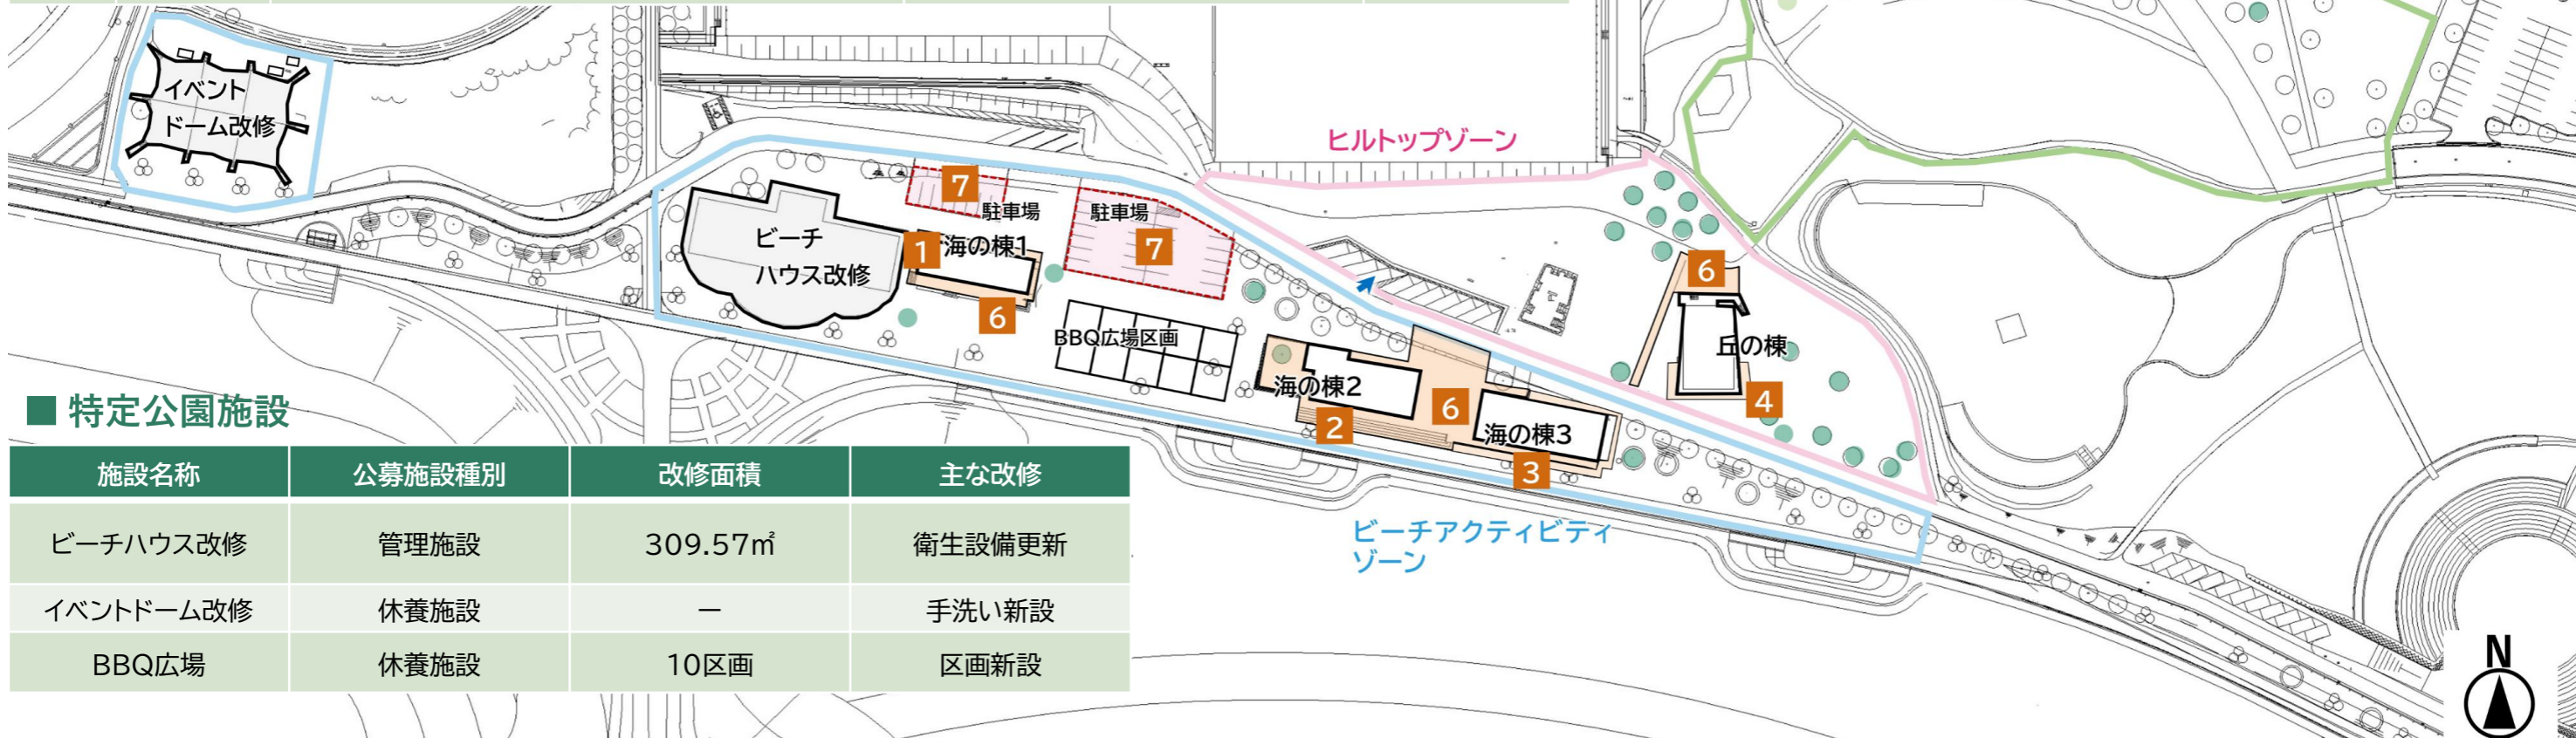 イベント
ドーム改修
ヒルトップゾーン
7
駐車場
駐車場
7
ビーチ
ハウス改修
1
海の棟1
6
6
BBQ広場区画
丘の棟
4
海の棟2
2
6
海の棟3
3
ビーチアクティビティ
ゾーン
■ 特定公園施設
施設名称 公募施設種別 改修面積 主な改修
ビーチハウス改修 管理施設 309.57㎡ 衛生設備更新
イベントドーム改修 休養施設 － 手洗い新設
BBQ広場 休養施設 10区画 区画新設
N